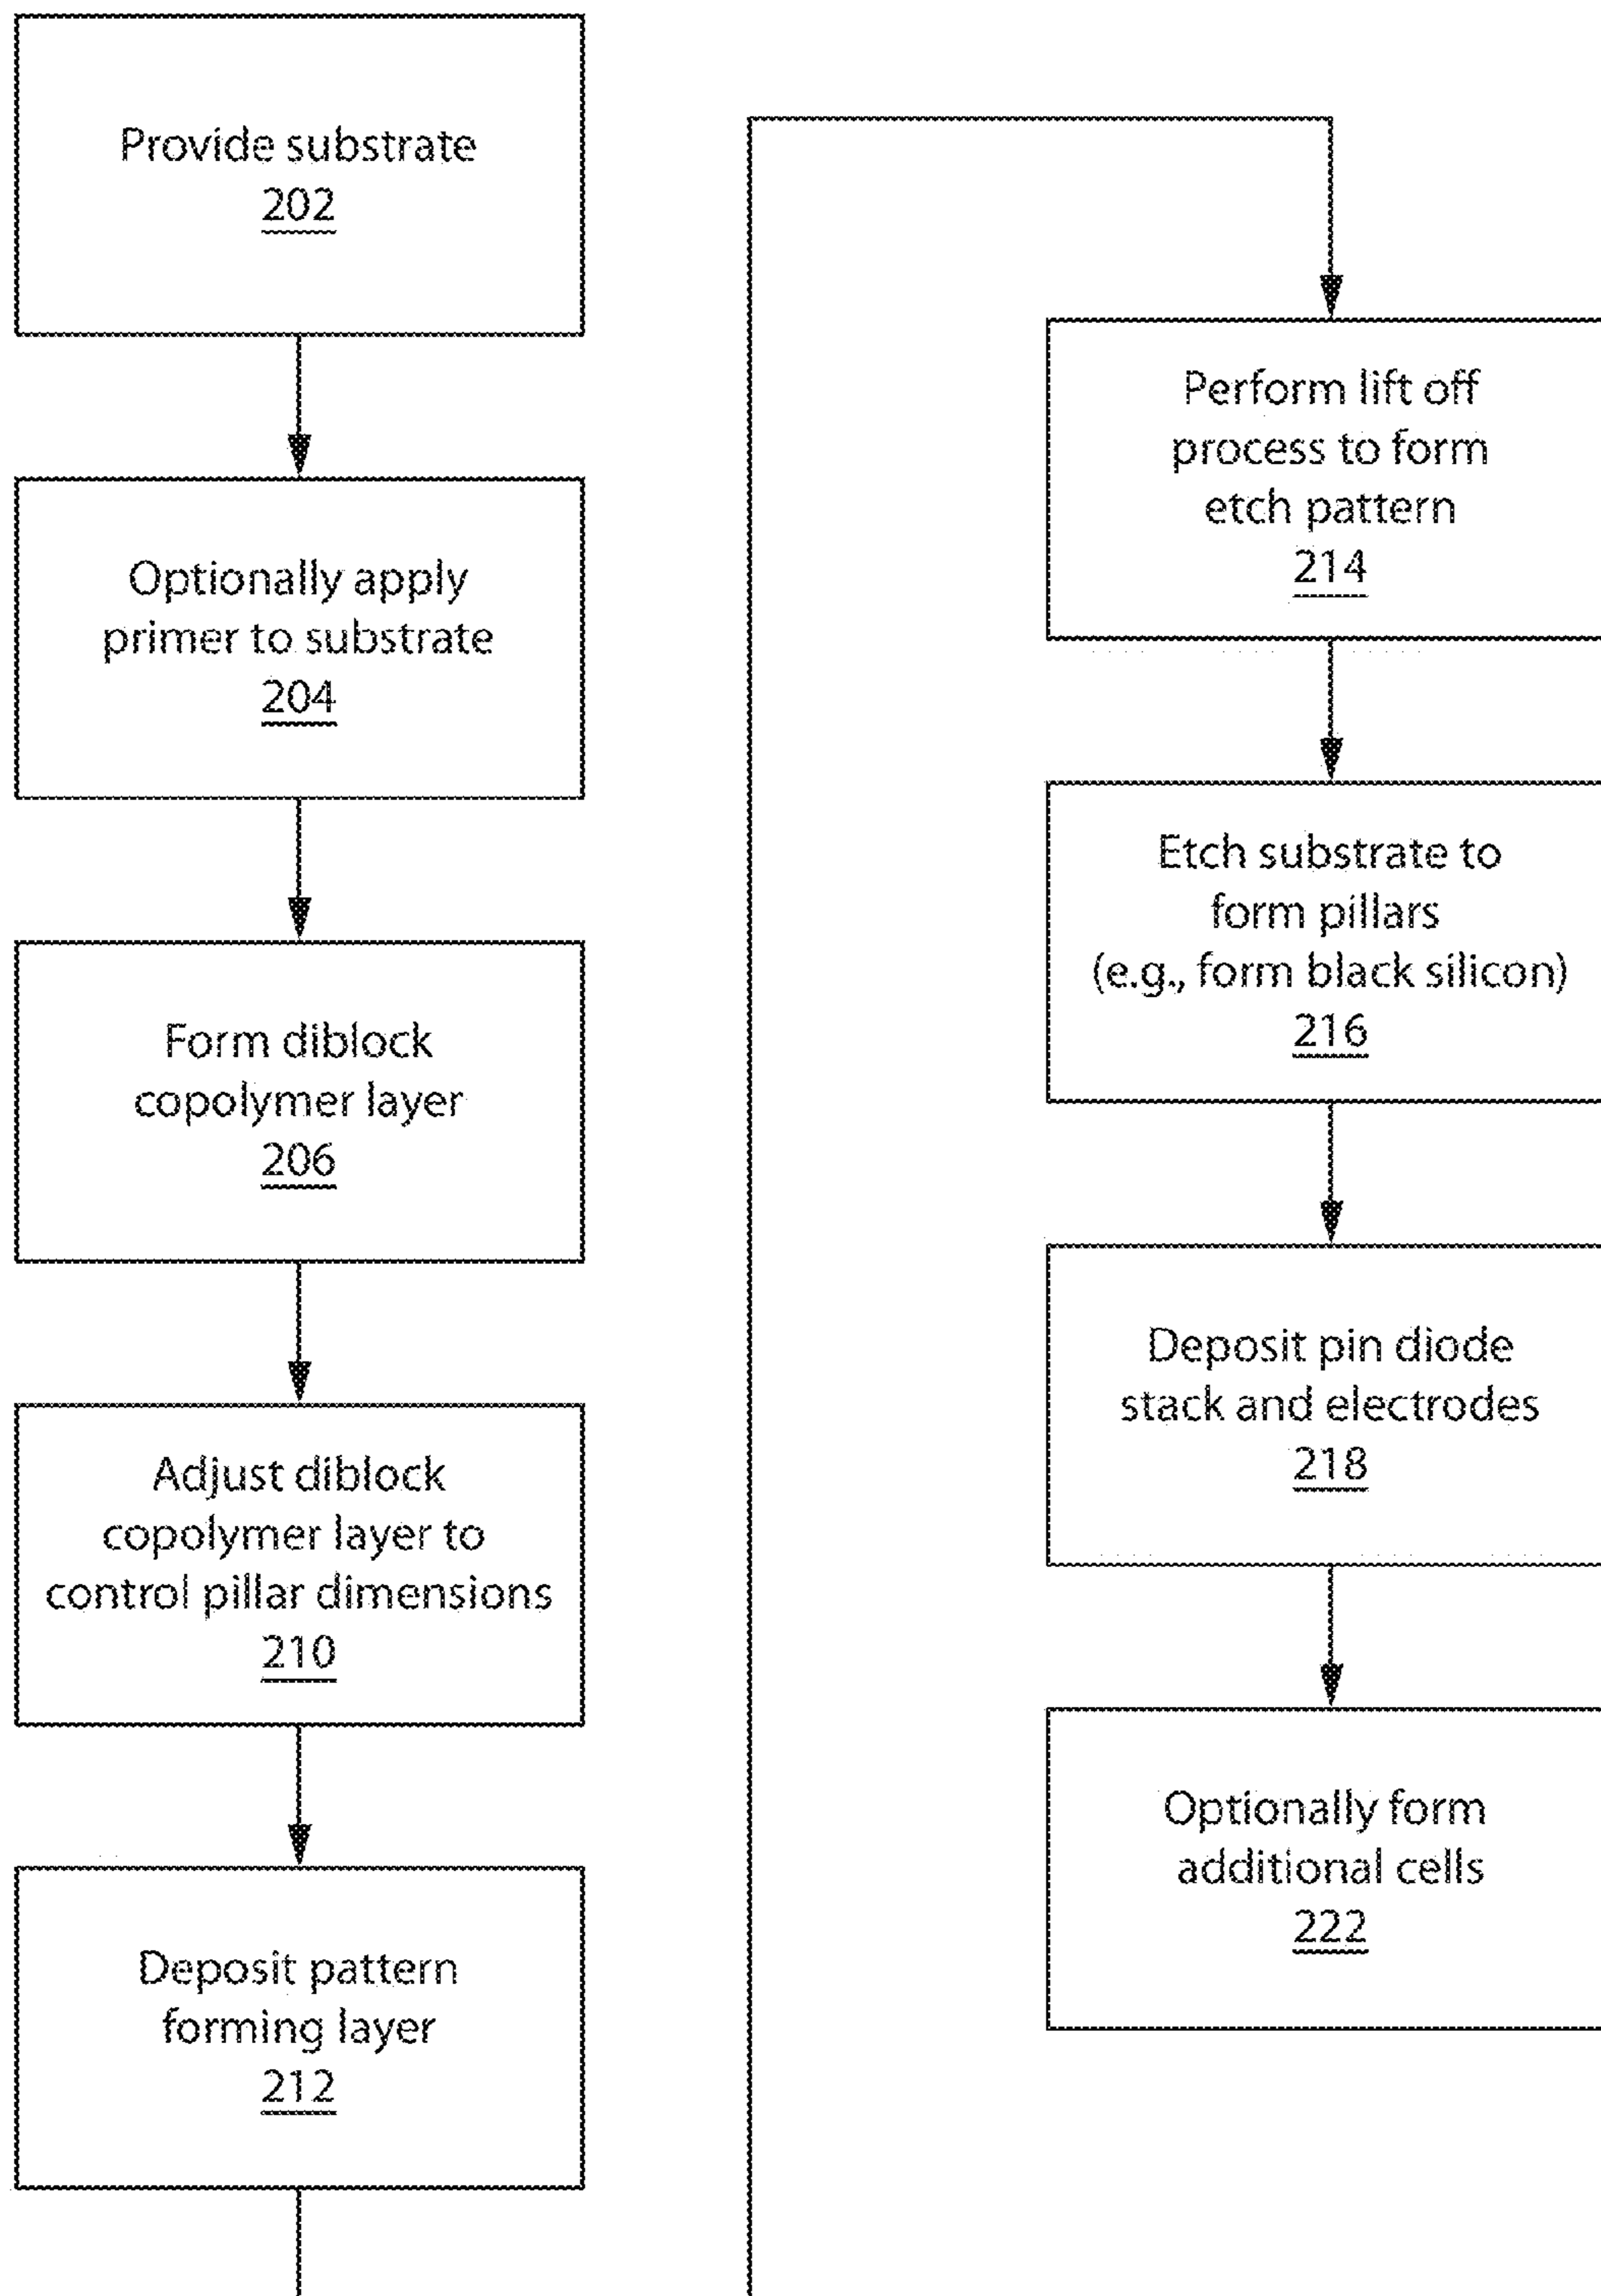 Provide substrate
202
Optionally apply
primer to substrate
204
Form diblock
copolymer layer
206
Adjust diblock
copolymer layer to
control pillar dimensions
210
Deposit pattern
forming layer
212
Perform lift off
process to form
etch pattern
214
Etch substrate to
form pillars
(e.g., form black silicon)
216
Deposit pin diode
stack and electrodes
218
Optionally form
additional cells
222